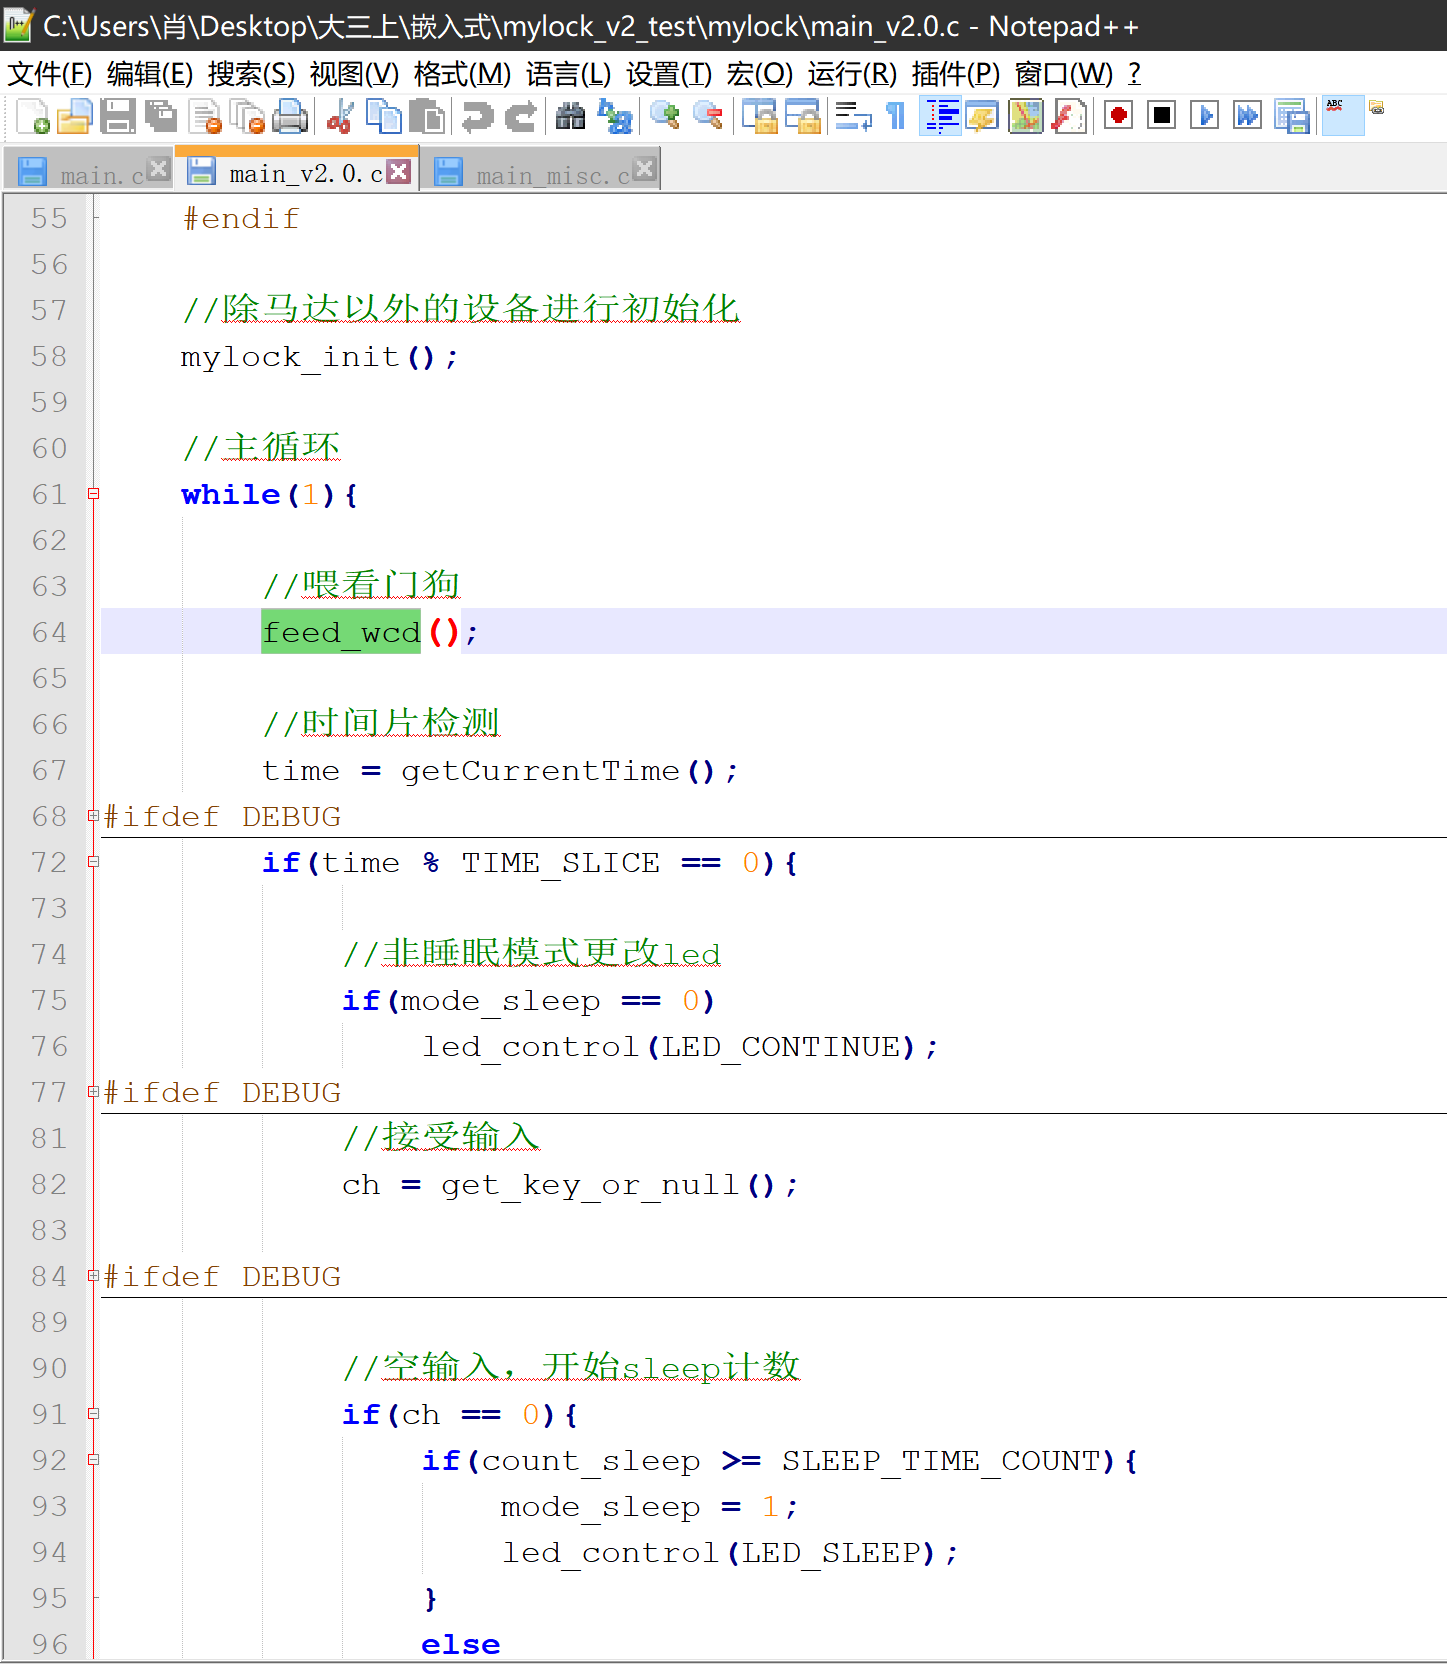 C:\Users\肖\Desktop\大三上\嵌入式\mylock_v2_test\mylock\main_v2.0.c - Notepad++
文件(F) 编辑(E) 搜索(S) 视图(V) 格式(M) 语言(L) 设置(T) 宏(O) 运行(R) 插件(P) 窗口(W) ?
ABC
main.c main_v2.0.c main_misc.c
55 #endif
56
57 //除马达以外的设备进行初始化
58 mylock_init();
59
60 //主循环
61 while(1){
62
63 //喂看门狗
64 feed_wcd();
65
66 //时间片检测
67 time = getCurrentTime();
68 #ifdef DEBUG
72 if(time % TIME_SLICE == 0){
73
74 //非睡眠模式更改led
75 if(mode_sleep == 0)
76 led_control(LED_CONTINUE);
77 #ifdef DEBUG
81 //接受输入
82 ch = get_key_or_null();
83
84 #ifdef DEBUG
89
90 //空输入，开始sleep计数
91 if(ch == 0){
92 if(count_sleep >= SLEEP_TIME_COUNT){
93 mode_sleep = 1;
94 led_control(LED_SLEEP);
95 }
96 else